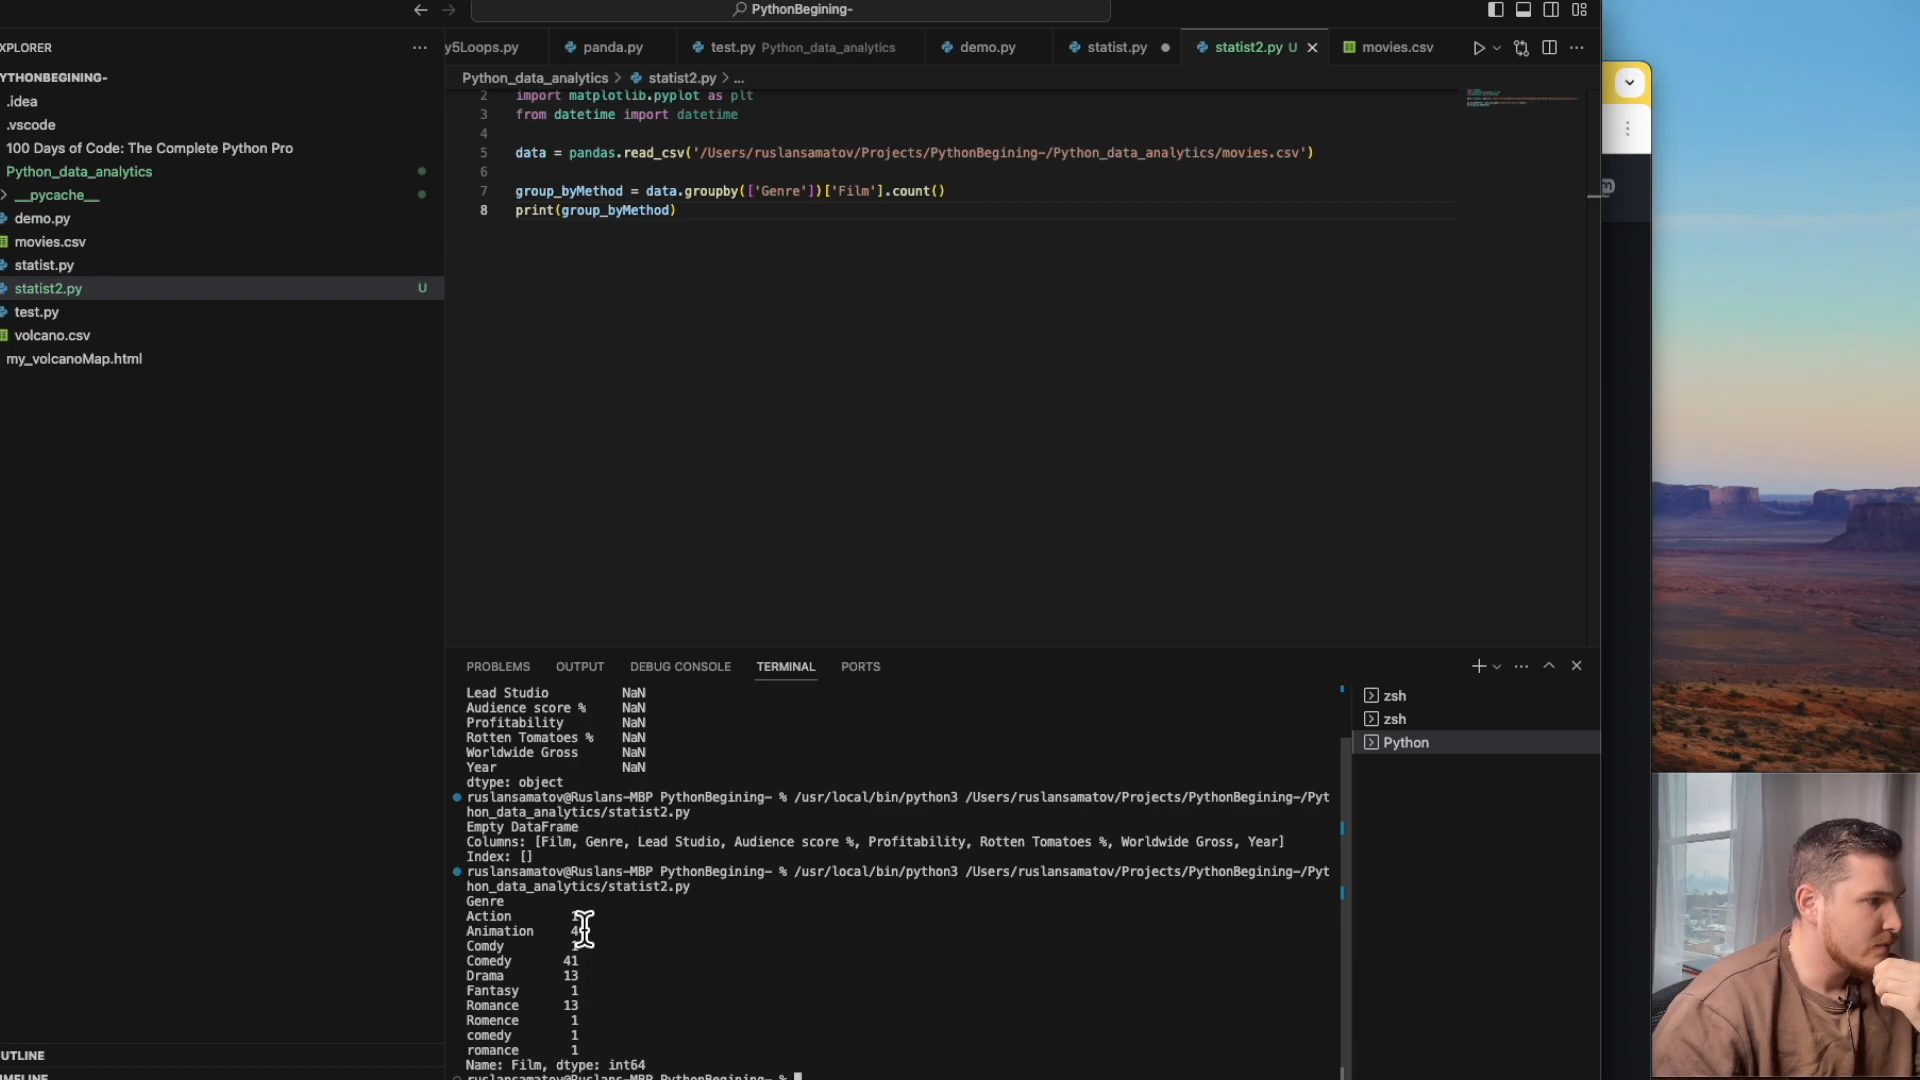 PythonBegining-
XPLORER
y5Loops.py
panda.py
test.py Python_data_analytics
demo.py
statist.py
statist2.py U
movies.csv
YTHONBEGINING-
Python_data_analytics > statist2.py > ...
.idea
.vscode
100 Days of Code: The Complete Python Pro
Python_data_analytics
__pycache__
demo.py
movies.csv
statist.py
statist2.py U
test.py
volcano.csv
my_volcanoMap.html
UTLINE
2 import matplotlib.pyplot as plt
3 from datetime import datetime
4
5 data = pandas.read_csv('/Users/ruslansamatov/Projects/PythonBegining-/Python_data_analytics/movies.csv')
6
7 group_byMethod = data.groupby(['Genre'])['Film'].count()
8 print(group_byMethod)
PROBLEMS OUTPUT DEBUG CONSOLE TERMINAL PORTS
zsh
zsh
Python
Lead Studio NaN
Audience score % NaN
Profitability NaN
Rotten Tomatoes % NaN
Worldwide Gross NaN
Year NaN
dtype: object
ruslansamatov@Ruslans-MBP PythonBegining- % /usr/local/bin/python3 /Users/ruslansamatov/Projects/PythonBegining-/Pyt
hon_data_analytics/statist2.py
Empty DataFrame
Columns: [Film, Genre, Lead Studio, Audience score %, Profitability, Rotten Tomatoes %, Worldwide Gross, Year]
Index: []
ruslansamatov@Ruslans-MBP PythonBegining- % /usr/local/bin/python3 /Users/ruslansamatov/Projects/PythonBegining-/Pyt
hon_data_analytics/statist2.py
Genre
Action
Animation 4
Comdy
Comedy 41
Drama 13
Fantasy 1
Romance 13
Romence 1
comedy 1
romance 1
Name: Film, dtype: int64
ruslansamatov@Ruslans-MBP PythonBegining- %